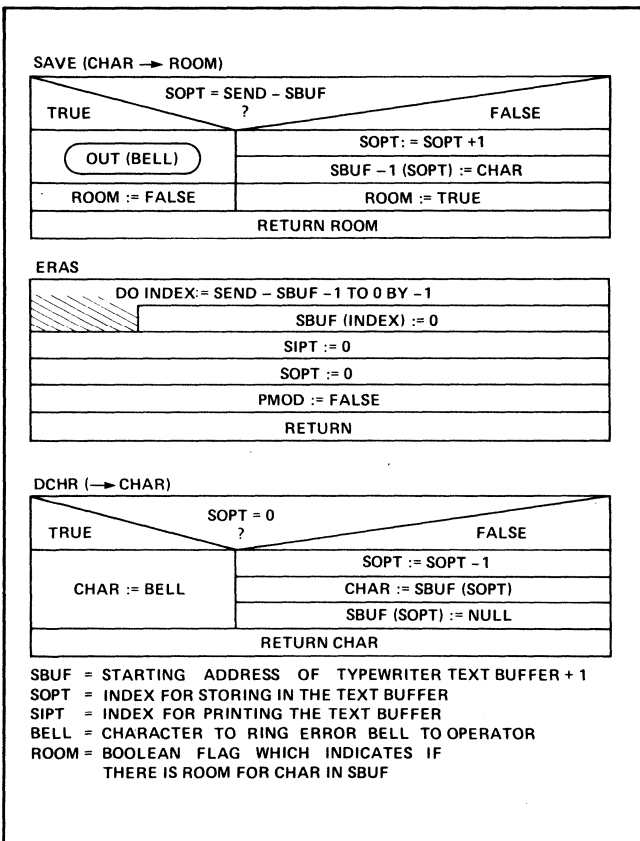 SAVE (CHAR → ROOM)
SOPT = SEND – SBUF
TRUE ? FALSE
OUT (BELL)
SOPT: = SOPT +1
SBUF –1 (SOPT) := CHAR
ROOM := FALSE ROOM := TRUE
RETURN ROOM
ERAS
DO INDEX:= SEND – SBUF –1 TO 0 BY –1
SBUF (INDEX) := 0
SIPT := 0
SOPT := 0
PMOD := FALSE
RETURN
DCHR (→ CHAR)
SOPT = 0
TRUE ? FALSE
SOPT := SOPT –1
CHAR := BELL CHAR := SBUF (SOPT)
SBUF (SOPT) := NULL
RETURN CHAR
SBUF = STARTING ADDRESS OF TYPEWRITER TEXT BUFFER + 1
SOPT = INDEX FOR STORING IN THE TEXT BUFFER
SIPT = INDEX FOR PRINTING THE TEXT BUFFER
BELL = CHARACTER TO RING ERROR BELL TO OPERATOR
ROOM = BOOLEAN FLAG WHICH INDICATES IF
THERE IS ROOM FOR CHAR IN SBUF